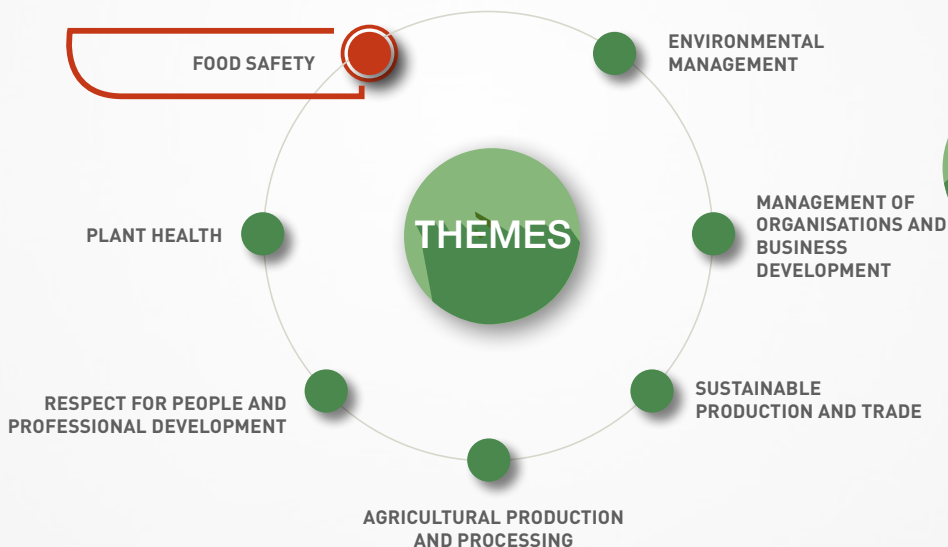 FOOD SAFETY
ENVIRONMENTAL
MANAGEMENT
THEMES
PLANT HEALTH
MANAGEMENT OF
ORGANISATIONS AND
BUSINESS
DEVELOPMENT
RESPECT FOR PEOPLE AND
PROFESSIONAL DEVELOPMENT
SUSTAINABLE
PRODUCTION AND TRADE
AGRICULTURAL PRODUCTION
AND PROCESSING